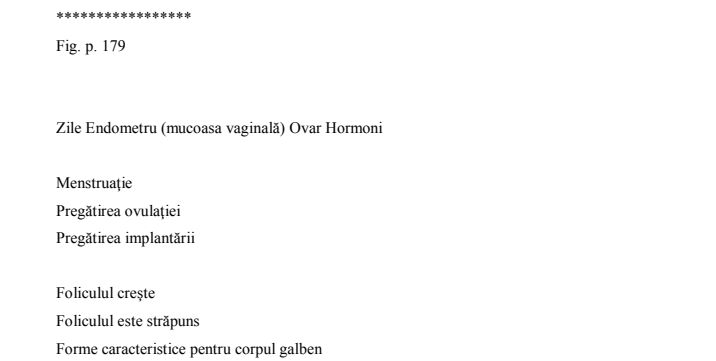 *****************
Fig. p. 179
Zile Endometru (mucoasa vaginală) Ovar Hormoni
Menstruaţie
Pregătirea ovulaţiei
Pregătirea implantării
Foliculul creşte
Foliculul este străpuns
Forme caracteristice pentru corpul galben